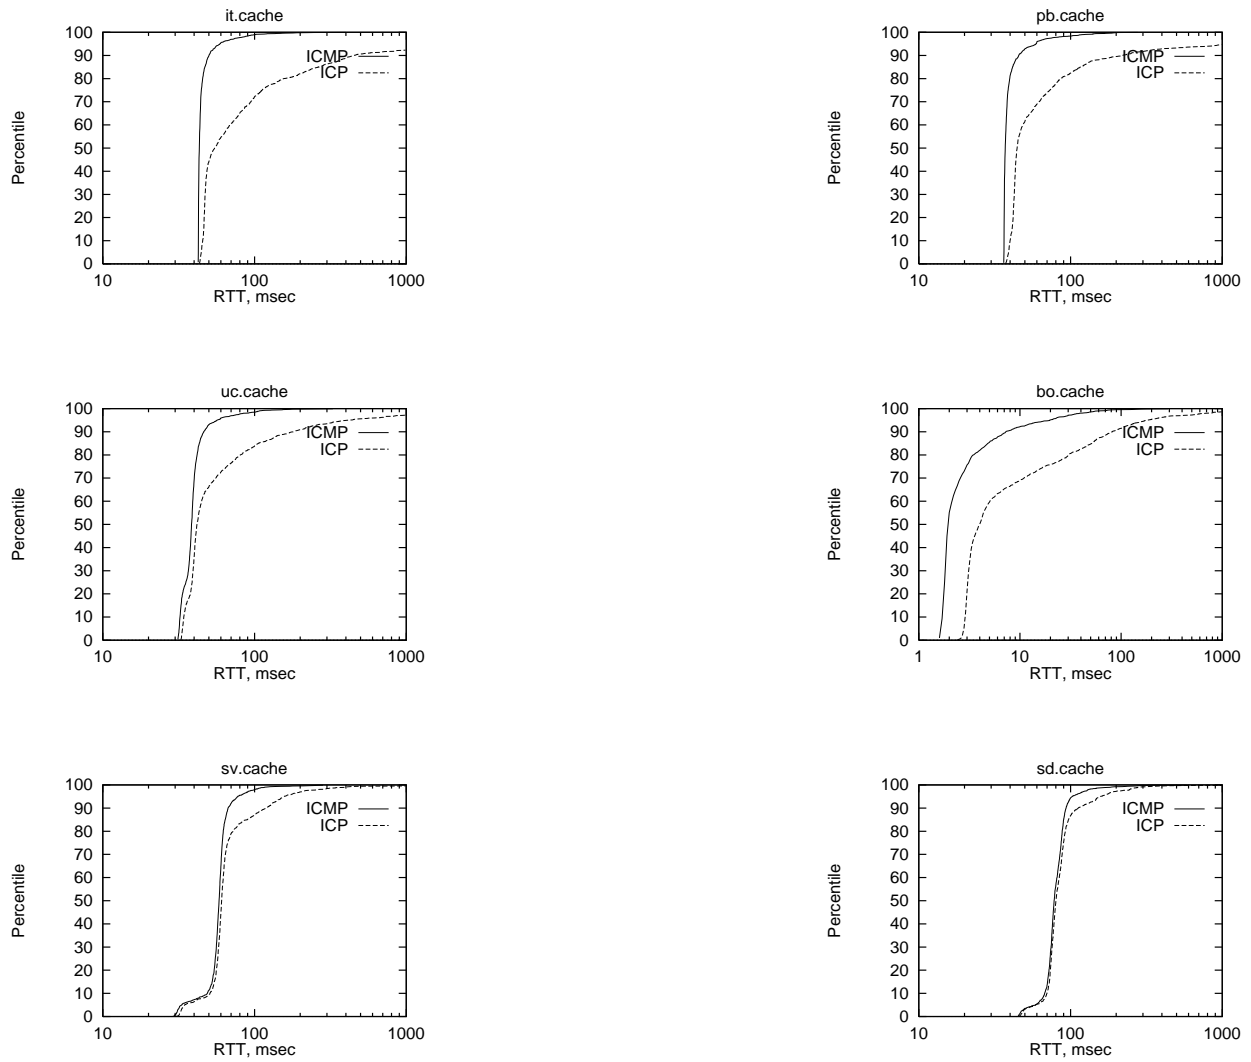 it.cache
100
90
80
70
60
50
40
30
20
10
0
Percentile
ICMP
ICP
10 100 1000
RTT, msec
pb.cache
100
90
80
70
60
50
40
30
20
10
0
Percentile
ICMP
ICP
10 100 1000
RTT, msec
uc.cache
100
90
80
70
60
50
40
30
20
10
0
Percentile
ICMP
ICP
10 100 1000
RTT, msec
bo.cache
100
90
80
70
60
50
40
30
20
10
0
Percentile
ICMP
ICP
1 10 100 1000
RTT, msec
sv.cache
100
90
80
70
60
50
40
30
20
10
0
Percentile
ICMP
ICP
10 100 1000
RTT, msec
sd.cache
100
90
80
70
60
50
40
30
20
10
0
Percentile
ICMP
ICP
10 100 1000
RTT, msec